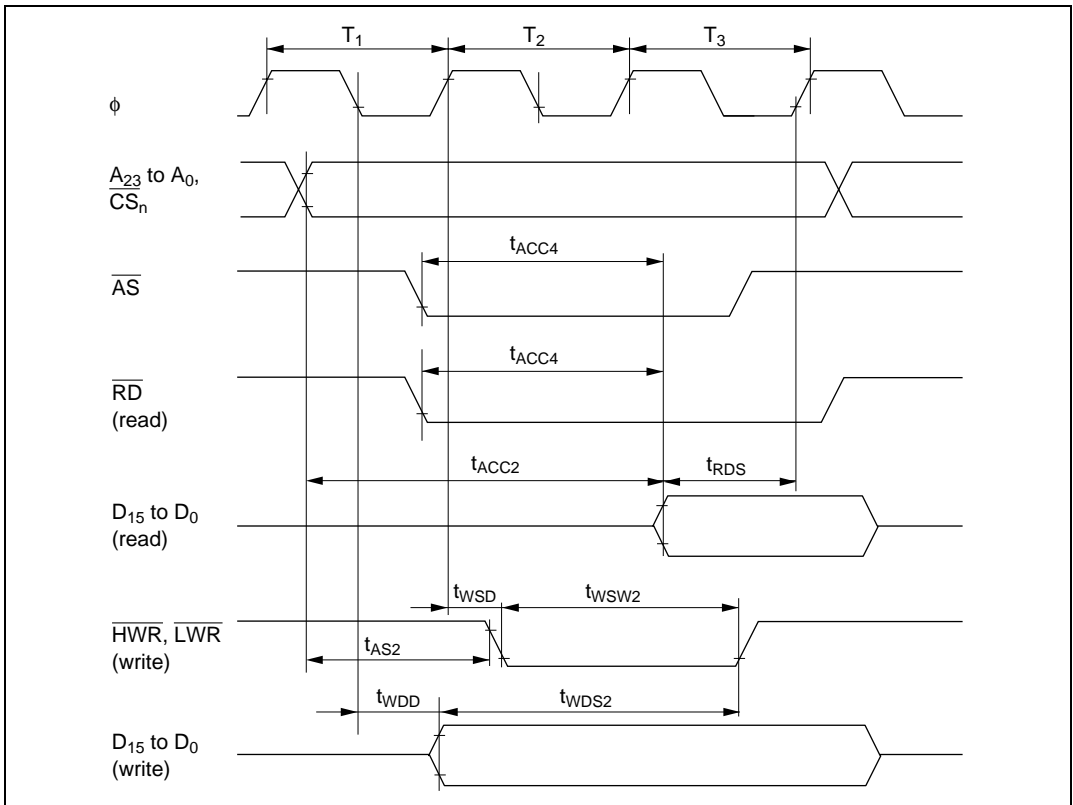 T1 T2 T3
ϕ
A23 to A0,
CSn
tACC4
AS
tACC4
RD
(read)
tACC2 tRDS
D15 to D0
(read)
tWSD tWSW2
HWR, LWR
(write)
tAS2
tWDD tWDS2
D15 to D0
(write)